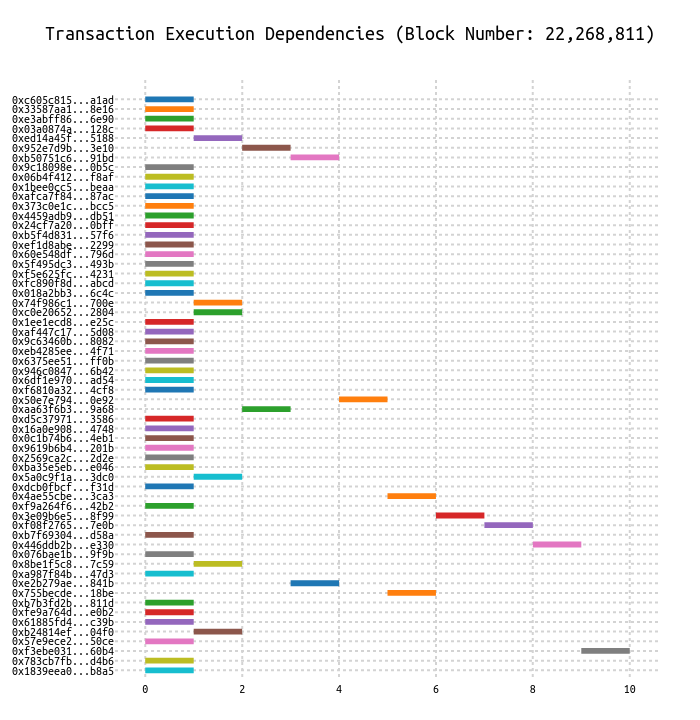 Transaction Execution Dependencies (Block Number: 22,268,811)
0xc605c815...a1ad
0x33587aa1...8e16
0xe3abff86...6e90
0x03a0874a...128c
0xed14a45f...5188
0x952e7d9b...3e10
0xb50751c6...91bd
0x9c18098e...0b5c
0x06b4f412...f8af
0x1bee0cc5...beaa
0xafca7f84...87ac
0x373c0e1c...bcc5
0x4459adb9...db51
0x24cf7a20...0bff
0xb5f4d831...57f6
0xef1d8abe...2299
0x60e548df...796d
0x5f495dc3...493b
0xf5e625fc...4231
0xfc890f8d...abcd
0x018a2bb3...6c4c
0x74f986c1...700e
0xc0e20652...2804
0x1ee1ecd8...e25c
0xaf447c17...5d08
0x9c63460b...8082
0xeb4285ee...4f71
0x6375ee51...ff0b
0x946c0847...6b42
0x6df1e970...ad54
0xf6810a32...4cf8
0x50e7e794...0e92
0xaa63f6b3...9a68
0xd5c37971...3586
0x16a0e908...4748
0x0c1b74b6...4eb1
0x9619b6b4...201b
0x2569ca2c...2d2e
0xba35e5eb...e046
0x5a0c9f1a...3dc0
0xdcb0fbcf...f31d
0x4ae55cbe...3ca3
0xf9a264f6...42b2
0x3e09b6e5...8f99
0xf08f2765...7e0b
0xb7f69304...d58a
0x446ddb2b...e330
0x076bae1b...9f9b
0x8be1f5c8...7c59
0xa987f84b...47d3
0xe2b279ae...841b
0x755becde...18be
0xb7b3fd2b...811d
0xfe9a764d...e0b2
0x61885fd4...c39b
0xb24814ef...04f0
0x57e9ece2...50ce
0xf3ebe031...60b4
0x783cb7fb...d4b6
0x1839eea0...b8a5
0 2 4 6 8 10